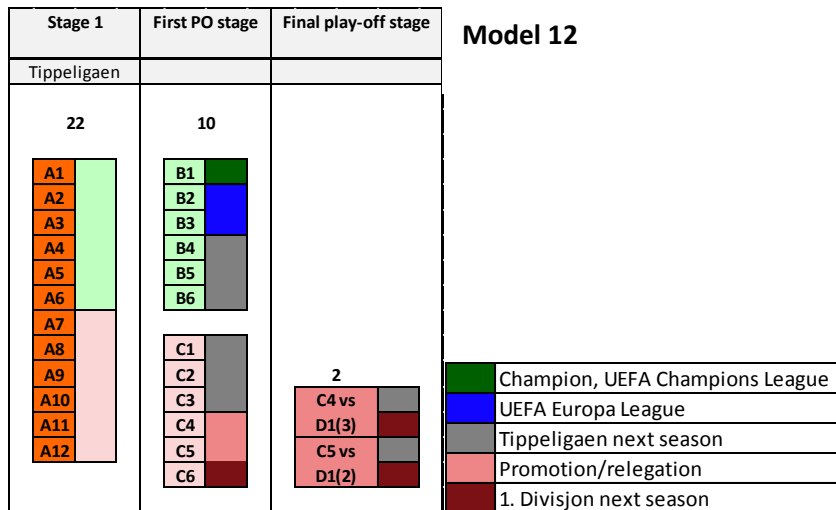 Stage 1 First PO stage Final play-off stage
Model 12
Tippeligaen
22 10
A1 B1
A2 B2
A3 B3
A4 B4
A5 B5
A6 B6
A7
A8 C1
A9 C2 2
A10 C3 C4 vs
A11 C4 D1(3)
A12 C5 C5 vs
C6 D1(2)
Champion, UEFA Champions League
UEFA Europa League
Tippeligaen next season
Promotion/relegation
1. Divisjon next season